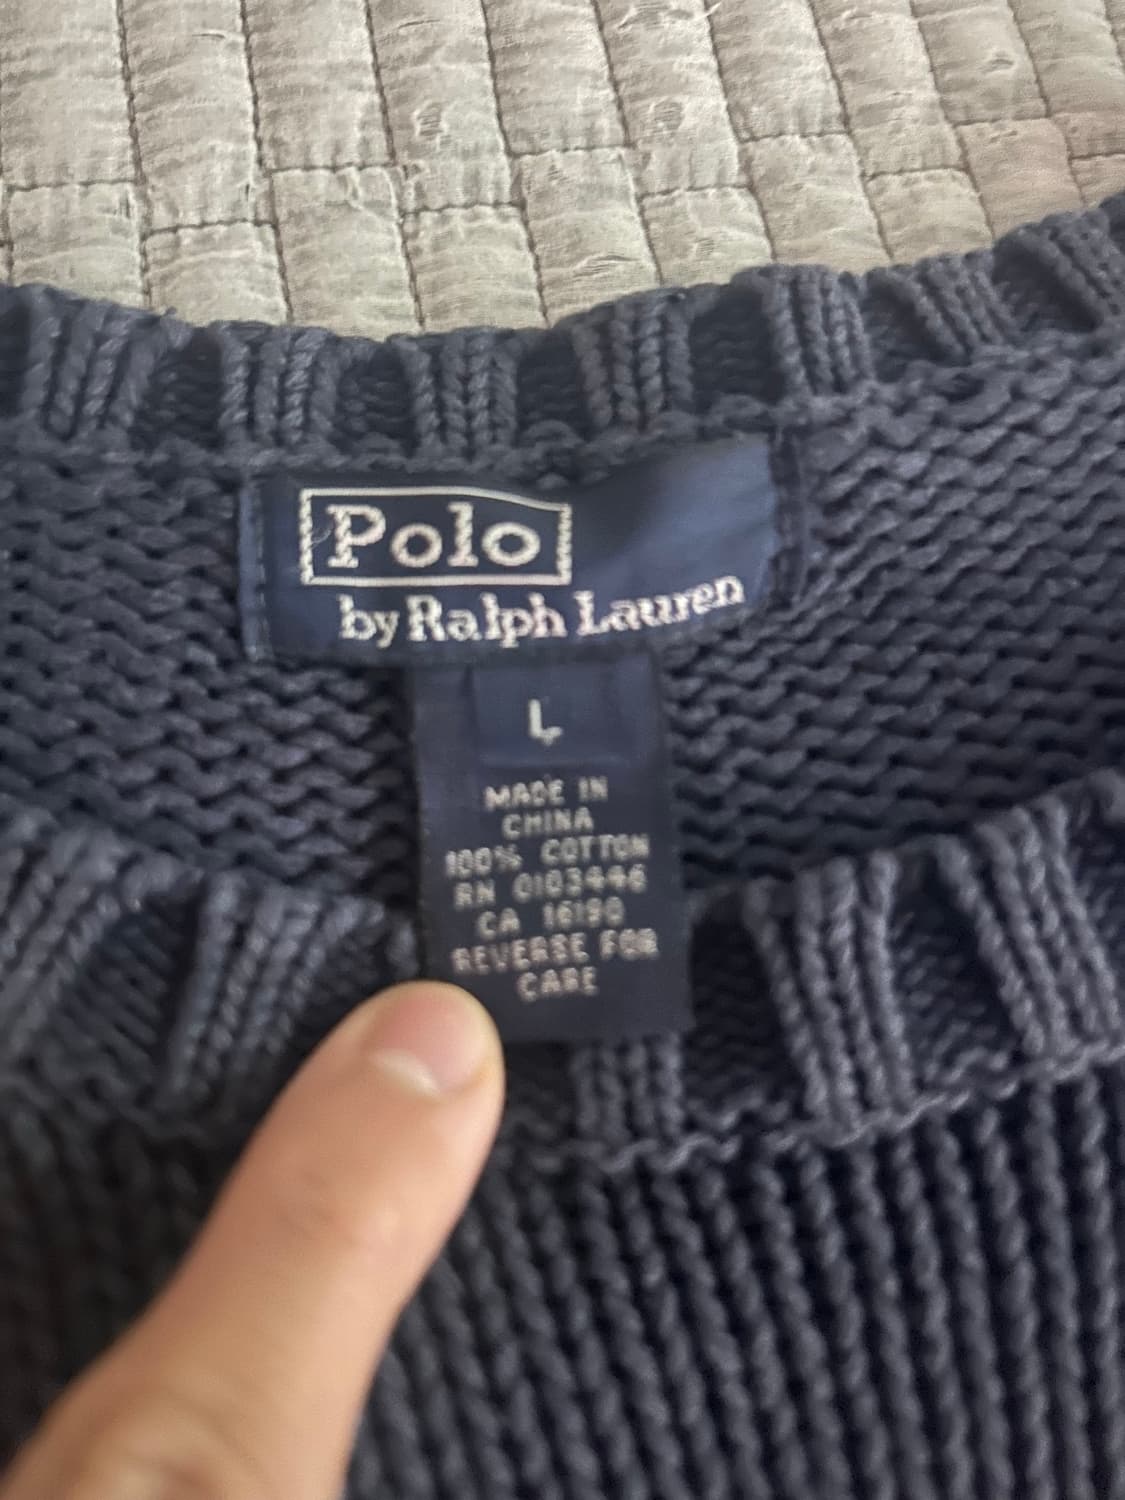 Polo
by Ralph Lauren
L
MADE IN
CHINA
100% COTTON
RN 0103446
CA 16190
REVERSE FOR
CARE